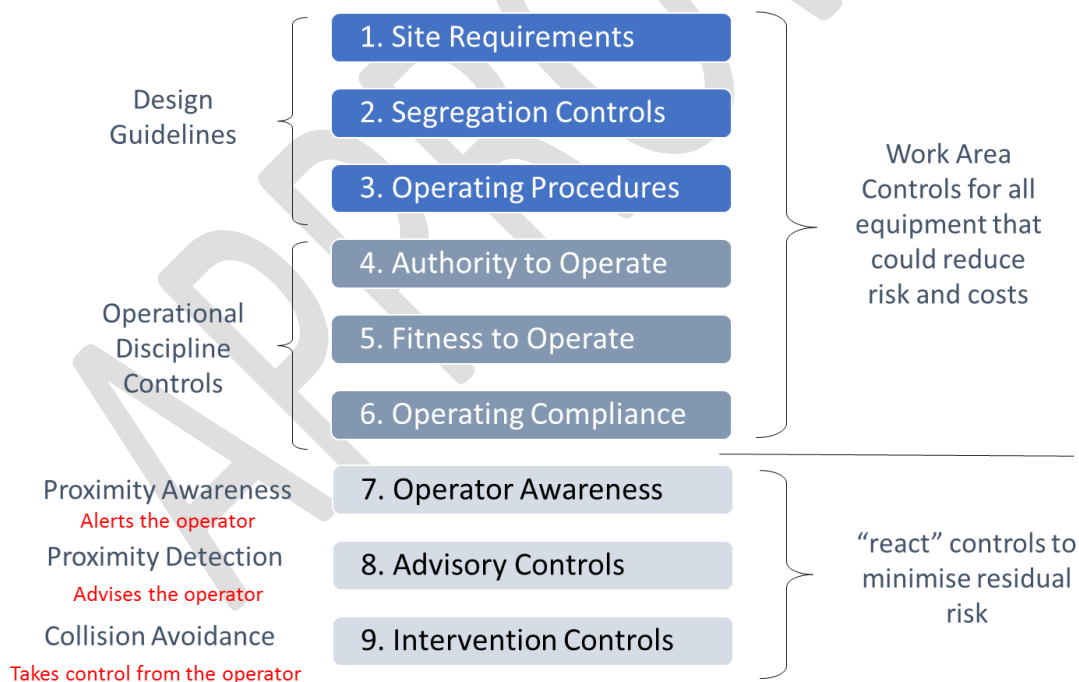 Design
Guidelines
1. Site Requirements
2. Segregation Controls
3. Operating Procedures
Operational
Discipline
Controls
4. Authority to Operate
5. Fitness to Operate
6. Operating Compliance
Work Area
Controls for all
equipment that
could reduce
risk and costs
Proximity Awareness
Alerts the operator
7. Operator Awareness
Proximity Detection
Advises the operator
8. Advisory Controls
Collision Avoidance
Takes control from the operator
9. Intervention Controls
“react” controls to
minimise residual
risk